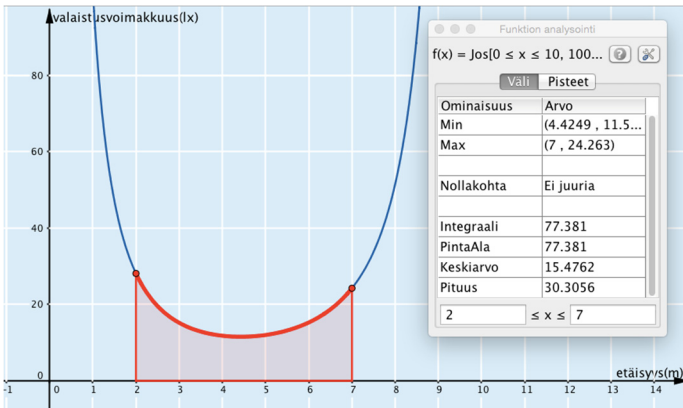 valaistusvoimakkuus(lx)
80
60
40
20
0
-1 0 1 2 3 4 5 6 7 8 9 10 11 12 13 14
etäisyys(m)
Funktion analysointi
f(x) = Jos[0 ≤ x ≤ 10, 100...
Väli Pisteet
Ominaisuus Arvo
Min (4.4249 , 11.5...
Max (7 , 24.263)
Nollakohta Ei juuria
Integraali 77.381
PintaAla 77.381
Keskiarvo 15.4762
Pituus 30.3056
2 ≤ x ≤ 7